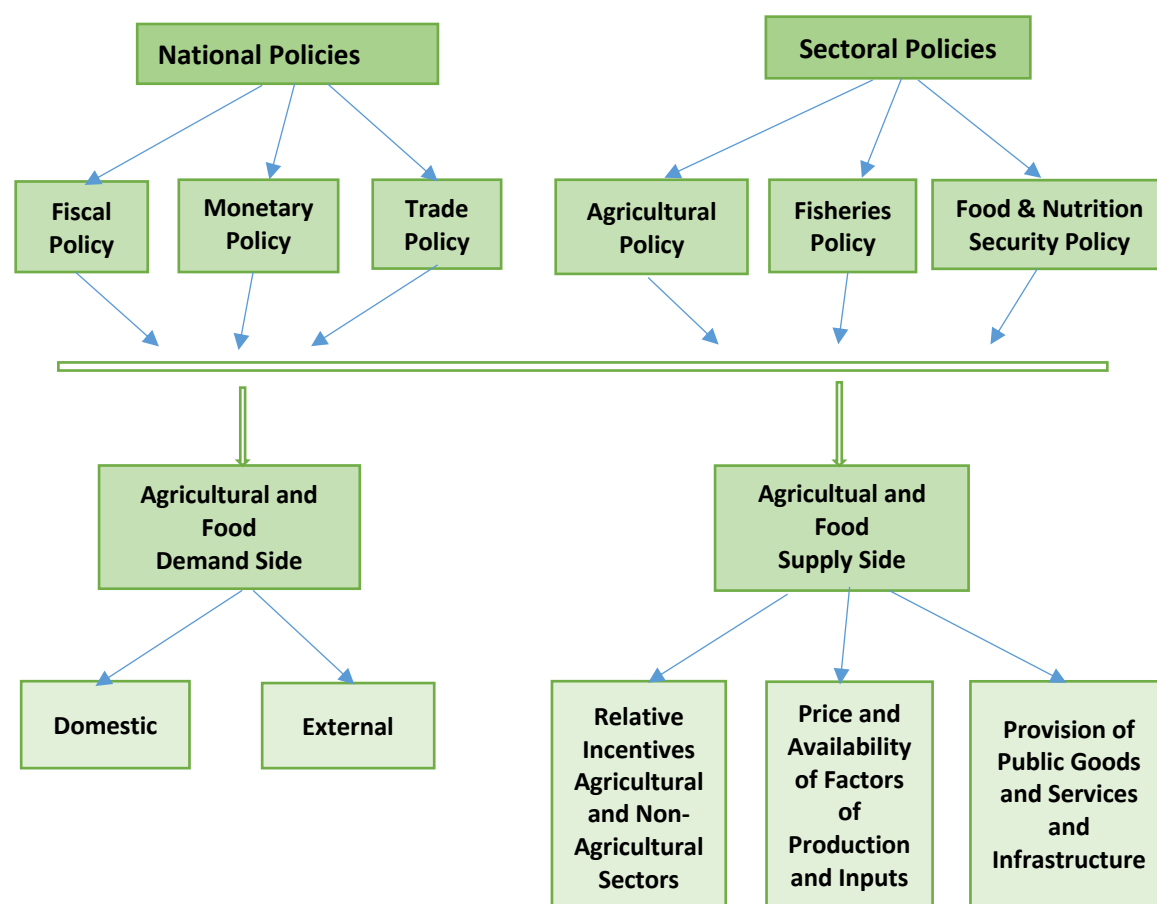 National Policies
Sectoral Policies
Fiscal
Policy
Monetary
Policy
Trade
Policy
Agricultural
Policy
Fisheries
Policy
Food & Nutrition
Security Policy
Agricultural and
Food
Demand Side
Agricultual and
Food
Supply Side
Domestic
External
Relative
Incentives
Agricultural
and Non-
Agricultural
Sectors
Price and
Availability
of Factors
of
Production
and Inputs
Provision of
Public Goods
and Services
and
Infrastructure